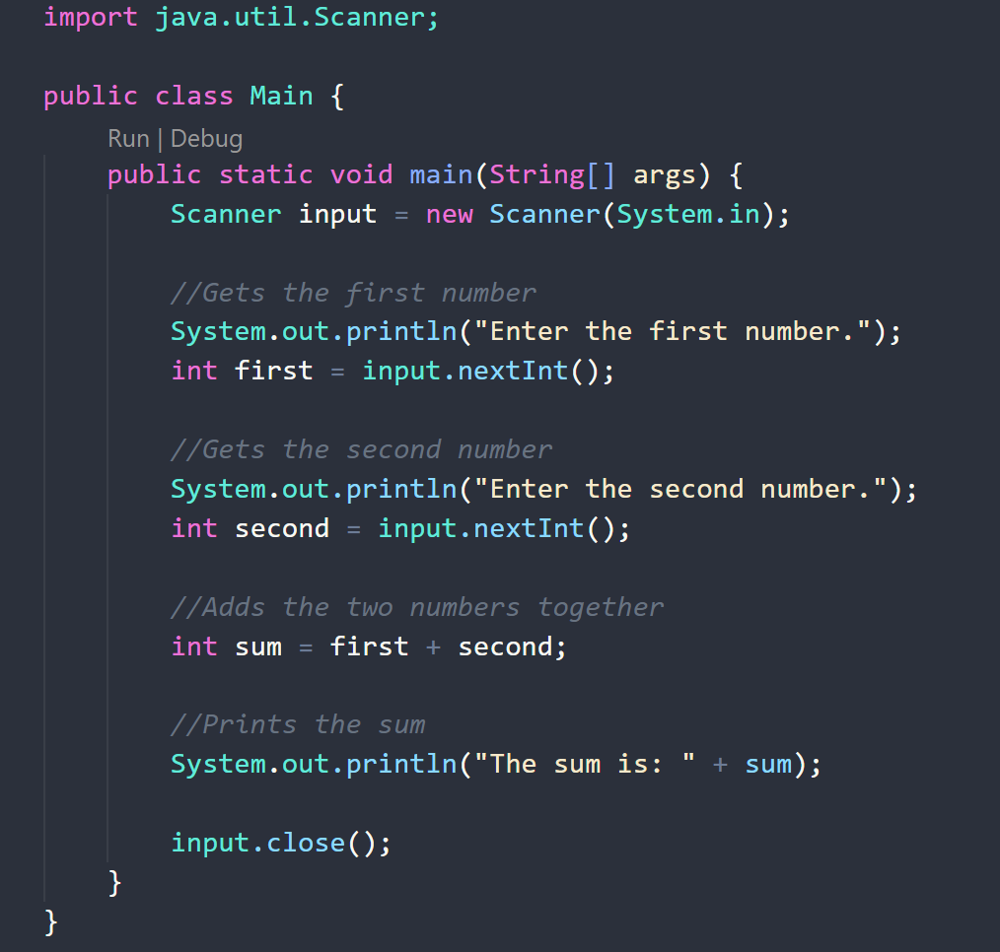 import java.util.Scanner;
public class Main {
Run | Debug
public static void main(String[] args) {
Scanner input = new Scanner(System.in);
//Gets the first number
System.out.println("Enter the first number.");
int first = input.nextInt();
//Gets the second number
System.out.println("Enter the second number.");
int second = input.nextInt();
//Adds the two numbers together
int sum = first + second;
//Prints the sum
System.out.println("The sum is: " + sum);
input.close();
}
}